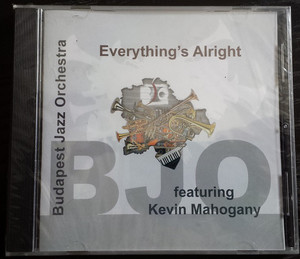 Everything's Alright
Budapest Jazz Orchestra
BJO
featuring
Kevin Mahogany